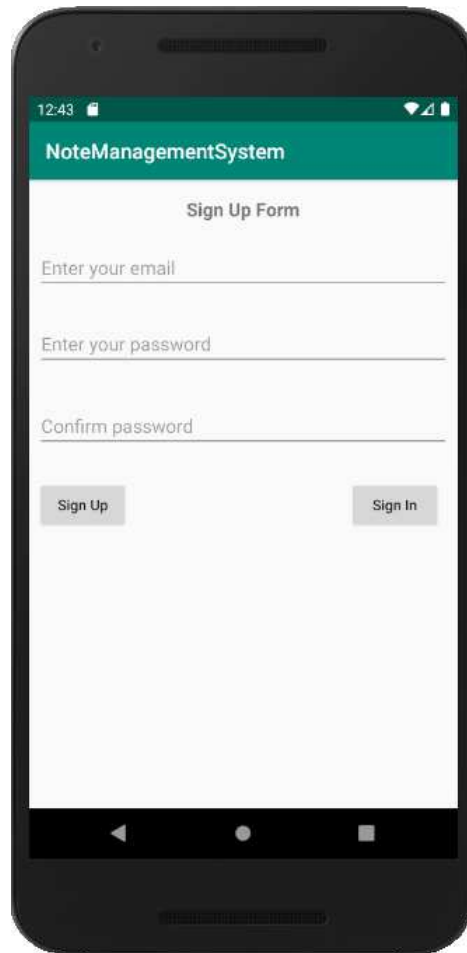 12:43
NoteManagementSystem
Sign Up Form
Enter your email
Enter your password
Confirm password
Sign Up
Sign In